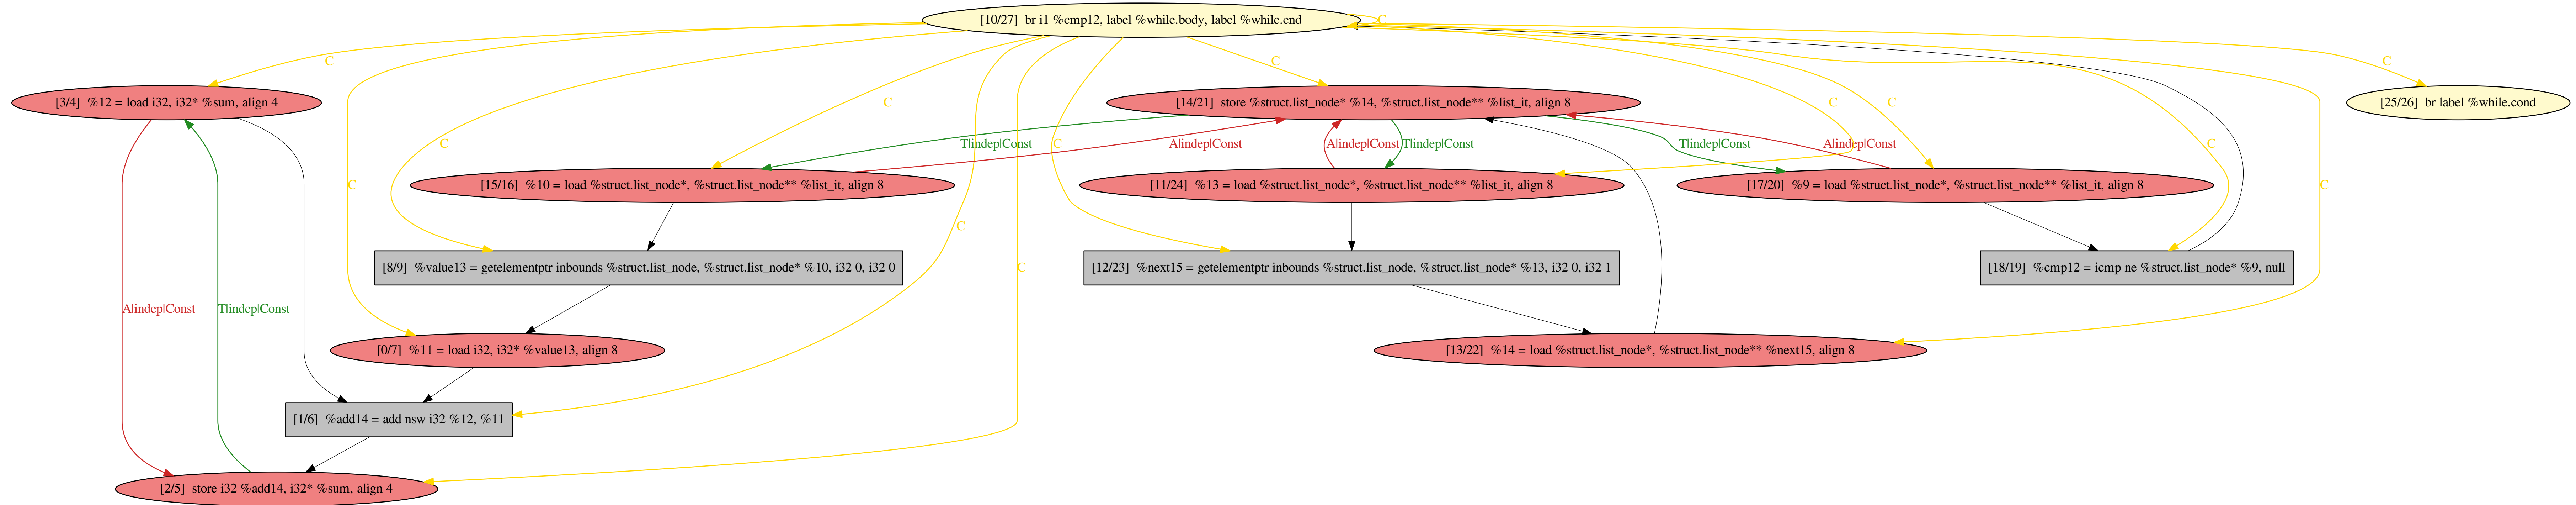 [10/27] br i1 %cmp12, label %while.body, label %while.end
C
C
C
C
[3/4] %12 = load i32, i32* %sum, align 4
[14/21] store %struct.list_node* %14, %struct.list_node** %list_it, align 8
[25/26] br label %while.cond
C
C
C
C
C
T|indep|Const
A|indep|Const
A|indep|Const
T|indep|Const
T|indep|Const
A|indep|Const
C
C
[15/16] %10 = load %struct.list_node*, %struct.list_node** %list_it, align 8
[11/24] %13 = load %struct.list_node*, %struct.list_node** %list_it, align 8
[17/20] %9 = load %struct.list_node*, %struct.list_node** %list_it, align 8
C
C
[8/9] %value13 = getelementptr inbounds %struct.list_node, %struct.list_node* %10, i32 0, i32 0
C
[12/23] %next15 = getelementptr inbounds %struct.list_node, %struct.list_node* %13, i32 0, i32 1
[18/19] %cmp12 = icmp ne %struct.list_node* %9, null
A|indep|Const
T|indep|Const
[0/7] %11 = load i32, i32* %value13, align 8
[13/22] %14 = load %struct.list_node*, %struct.list_node** %next15, align 8
[1/6] %add14 = add nsw i32 %12, %11
[2/5] store i32 %add14, i32* %sum, align 4